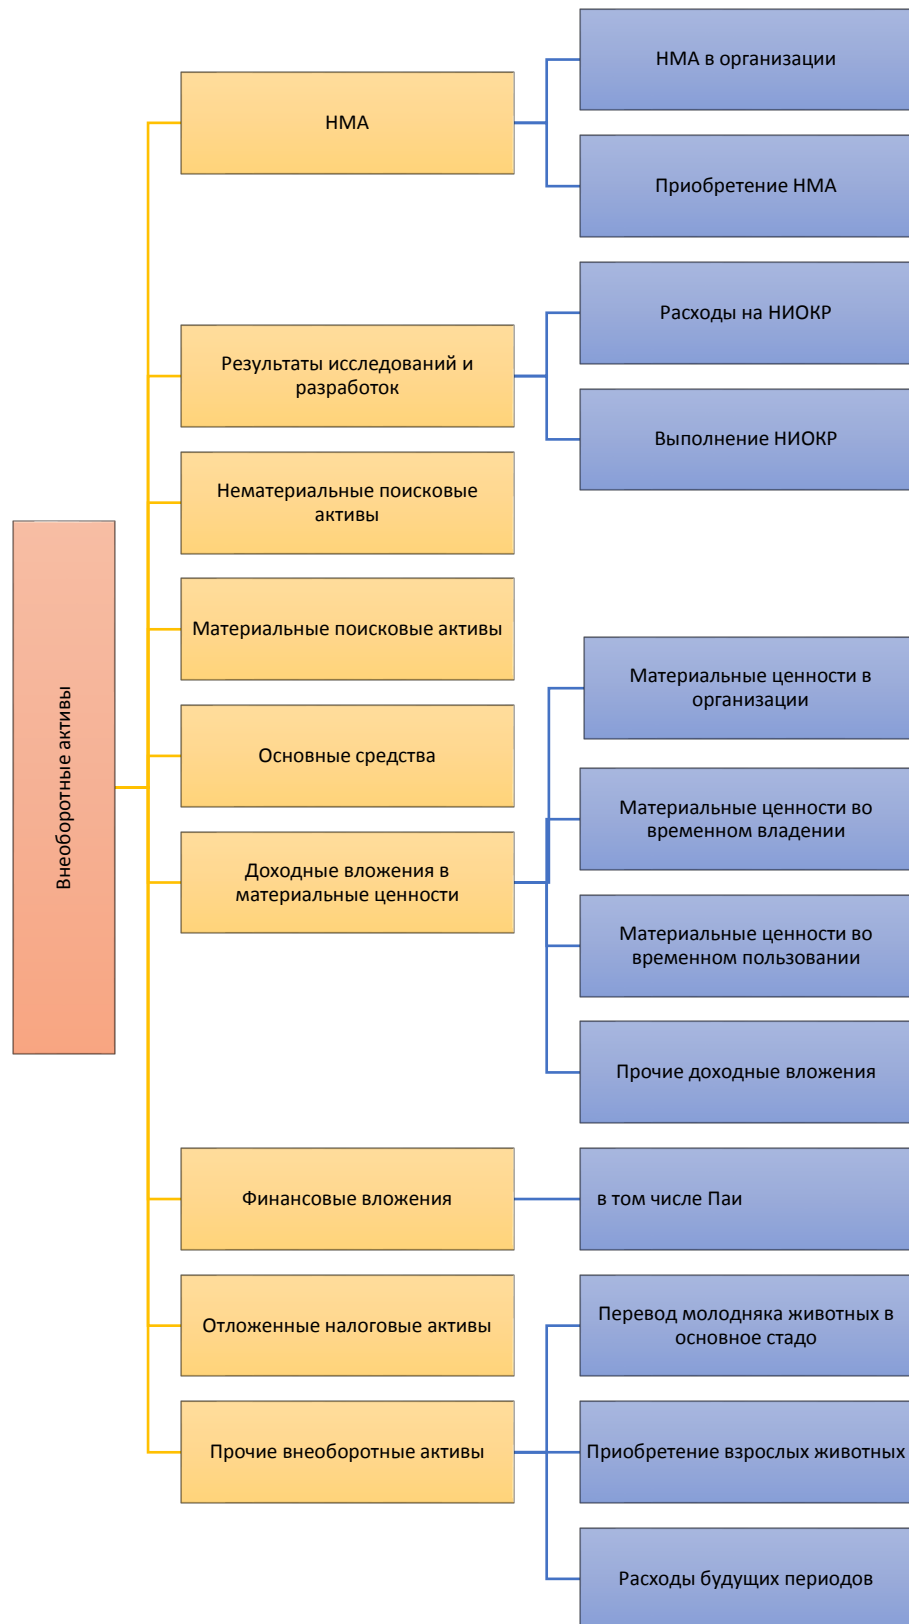 Внеоборотные активы
НМА
НМА в организации
Приобретение НМА
Результаты исследований и
разработок
Расходы на НИОКР
Выполнение НИОКР
Нематериальные поисковые
активы
Материальные поисковые активы
Основные средства
Доходные вложения в
материальные ценности
Материальные ценности в
организации
Материальные ценности во
временном владении
Материальные ценности во
временном пользовании
Прочие доходные вложения
Финансовые вложения
в том числе Паи
Отложенные налоговые активы
Прочие внеоборотные активы
Перевод молодняка животных в
основное стадо
Приобретение взрослых животных
Расходы будущих периодов